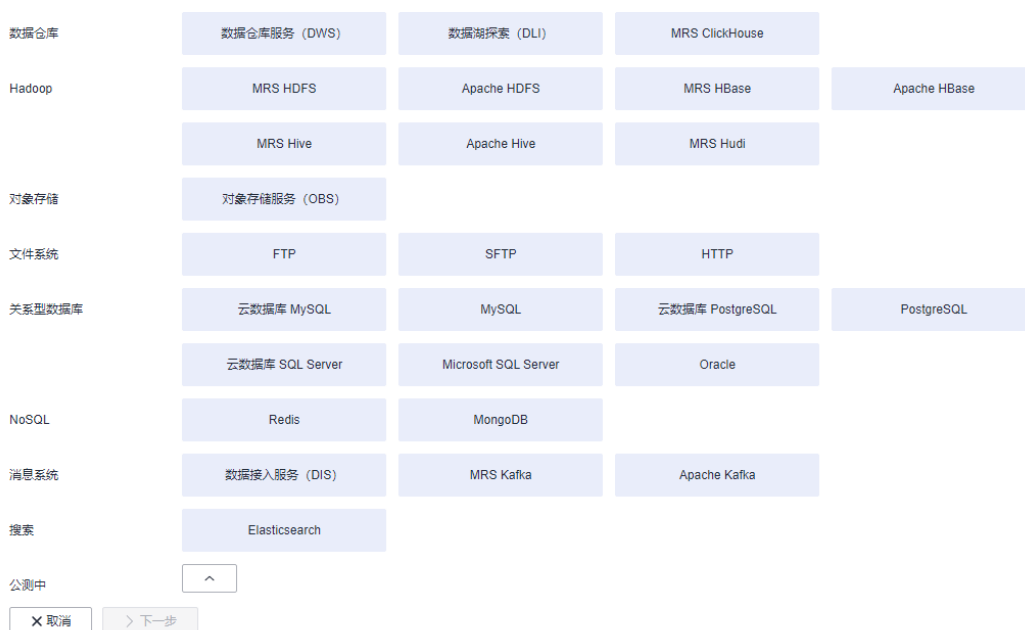 数据仓库 数据仓库服务（DWS） 数据湖探索（DLI） MRS ClickHouse
Hadoop MRS HDFS Apache HDFS MRS HBase Apache HBase
MRS Hive Apache Hive MRS Hudi
对象存储 对象存储服务（OBS）
文件系统 FTP SFTP HTTP
关系型数据库 云数据库 MySQL MySQL 云数据库 PostgreSQL PostgreSQL
云数据库 SQL Server Microsoft SQL Server Oracle
NoSQL Redis MongoDB
消息系统 数据接入服务（DIS） MRS Kafka Apache Kafka
搜索 Elasticsearch
公测中
取消 下一步